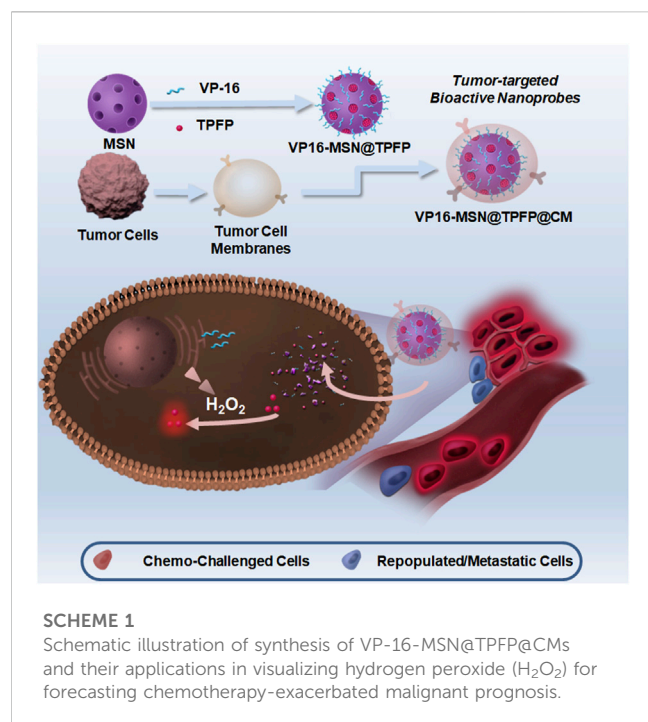 VP-16
TPFP
MSN
VP16-MSN@TPFP
Tumor-targeted
Bioactive Nanoprobes
Tumor Cells
Tumor Cell
Membranes
VP16-MSN@TPFP@CM
H₂O₂
Chemo-Challenged Cells
Repopulated/Metastatic Cells
SCHEME 1
Schematic illustration of synthesis of VP-16-MSN@TPFP@CMs
and their applications in visualizing hydrogen peroxide (H₂O₂) for
forecasting chemotherapy-exacerbated malignant prognosis.